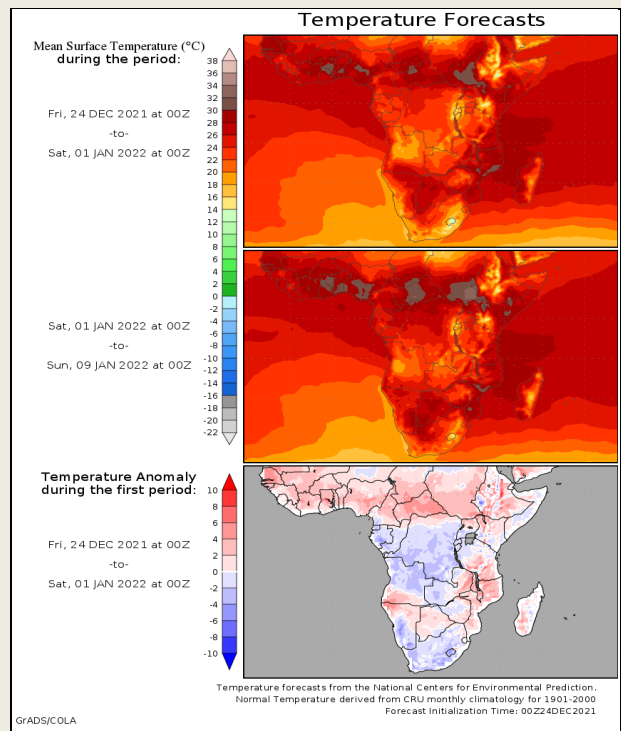 Temperature Forecasts
Mean Surface Temperature (°C)
during the period:
Fri, 24 DEC 2021 at 00Z
-to-
Sat, 01 JAN 2022 at 00Z
38
36
34
32
30
28
26
24
22
20
18
16
14
12
10
8
6
4
2
0
-2
-4
-6
-8
-10
-12
-14
-16
-18
-20
-22
Sat, 01 JAN 2022 at 00Z
-to-
Sun, 09 JAN 2022 at 00Z
Temperature Anomaly
during the first period:
Fri, 24 DEC 2021 at 00Z
-to-
Sat, 01 JAN 2022 at 00Z
10
8
6
4
2
0
-2
-4
-6
-8
-10
Temperature forecasts from the National Centers for Environmental Prediction.
Normal Temperature derived from CRU monthly climatology for 1901-2000
Forecast Initialization Time: 00Z24DEC2021
GrADS/COLA